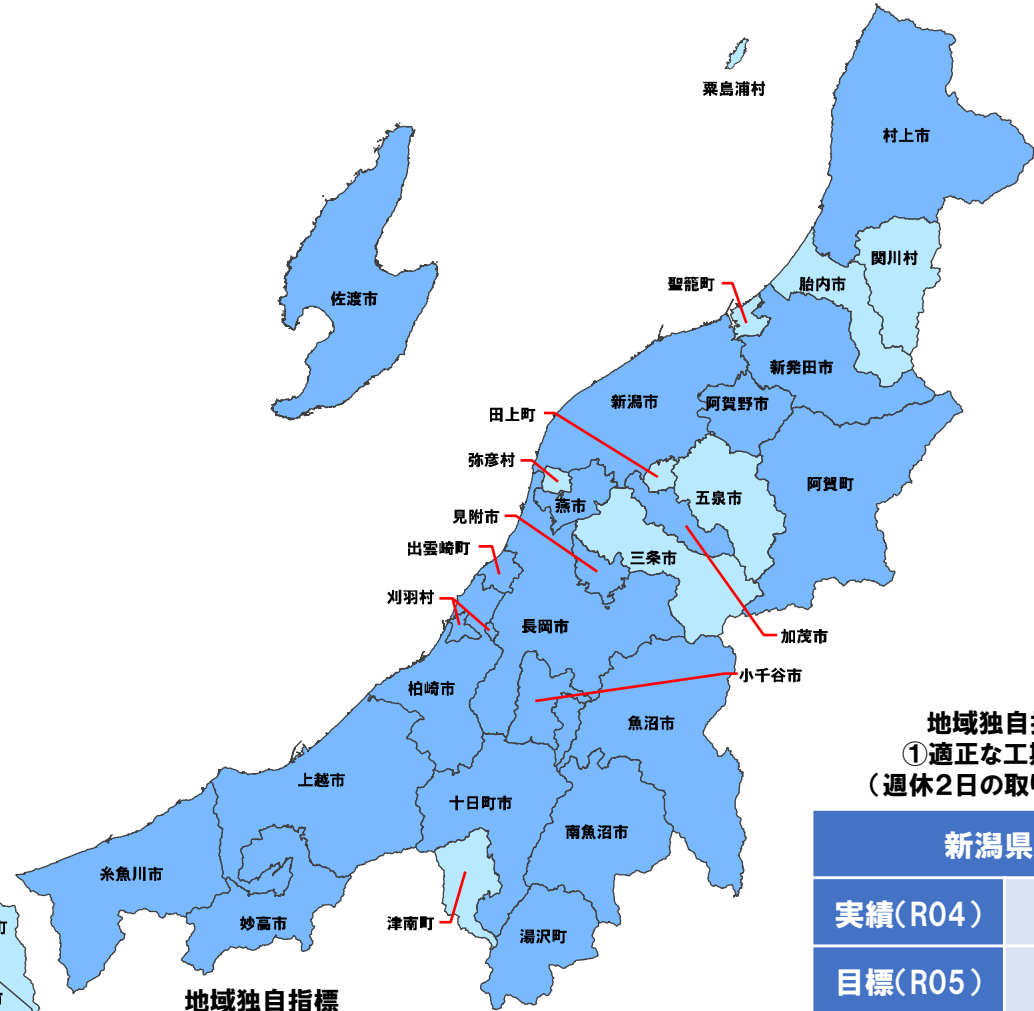 粟島浦村
村上市
関川村
胎内市
聖籠町
佐渡市
新発田市
新潟市
阿賀野市
田上町
弥彦村
阿賀町
五泉市
燕市
見附市
出雲崎町
三条市
刈羽村
長岡市
加茂市
小千谷市
柏崎市
魚沼市
上越市
十日町市
南魚沼市
糸魚川市
妙高市
津南町
湯沢町
地域独自
①適正な工
（週休2日の取
新潟県
実績(R04)
目標(R05)
町
地域独自指標